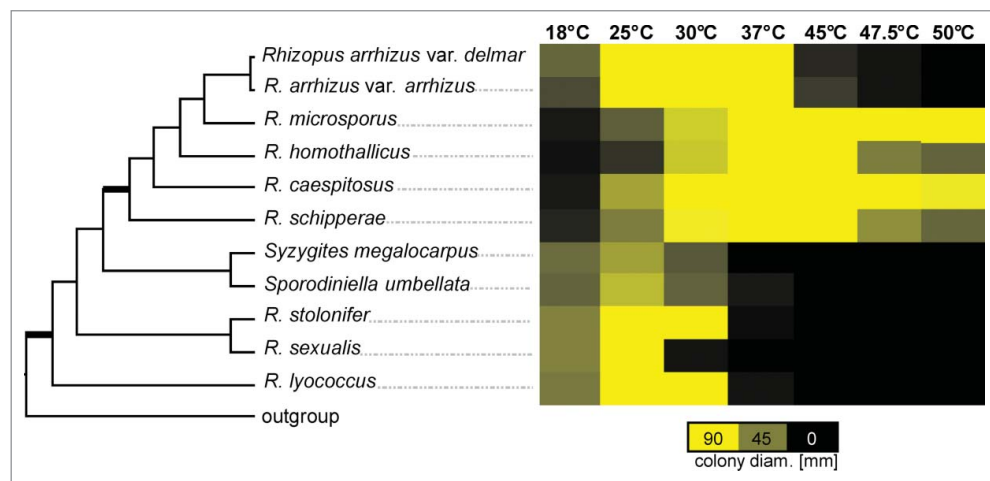 18°C 25°C 30°C 37°C 45°C 47.5°C 50°C
Rhizopus arrhizus var. delmar
R. arrhizus var. arrhizus
R. microsporus
R. homothallicus
R. caespitosus
R. schipperae
Syzygites megalocarpus
Sporodiniella umbellata
R. stolonifer
R. sexualis
R. lyococcus
outgroup
90 45 0
colony diam. [mm]